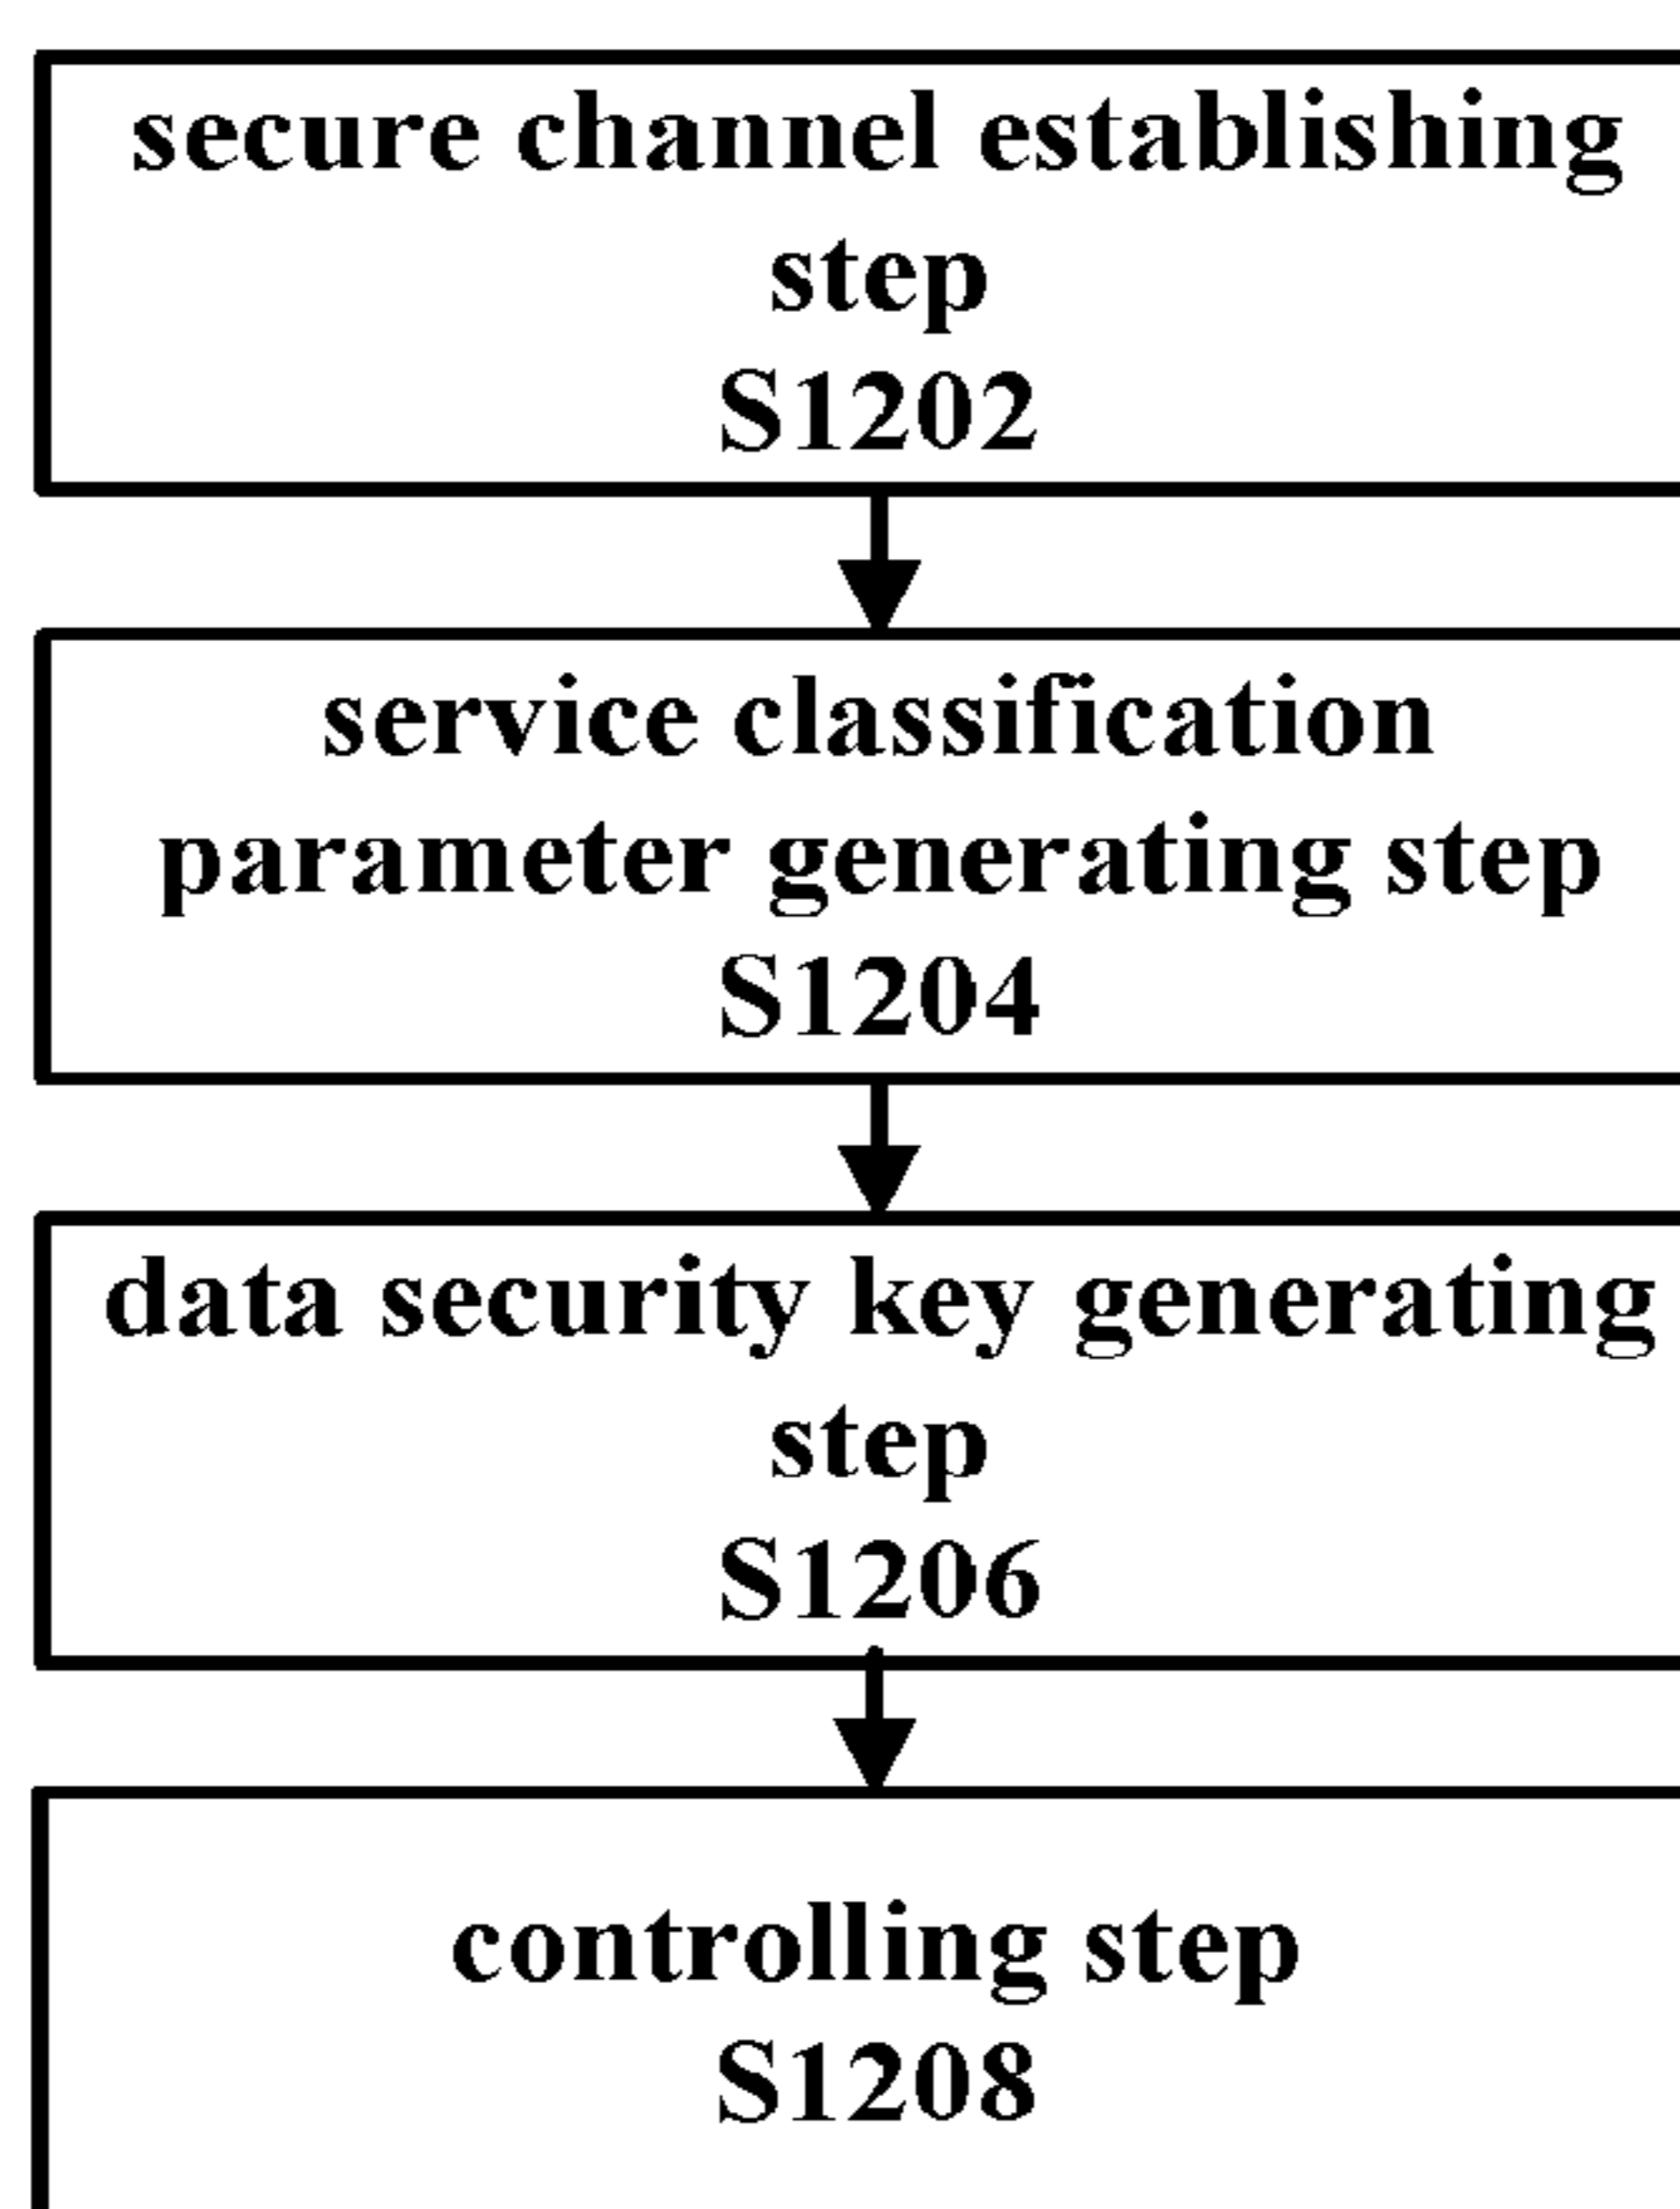 secure channel establishing
step
S1202
service classification
parameter generating step
S1204
data security key generating
step
S1206
controlling step
S1208